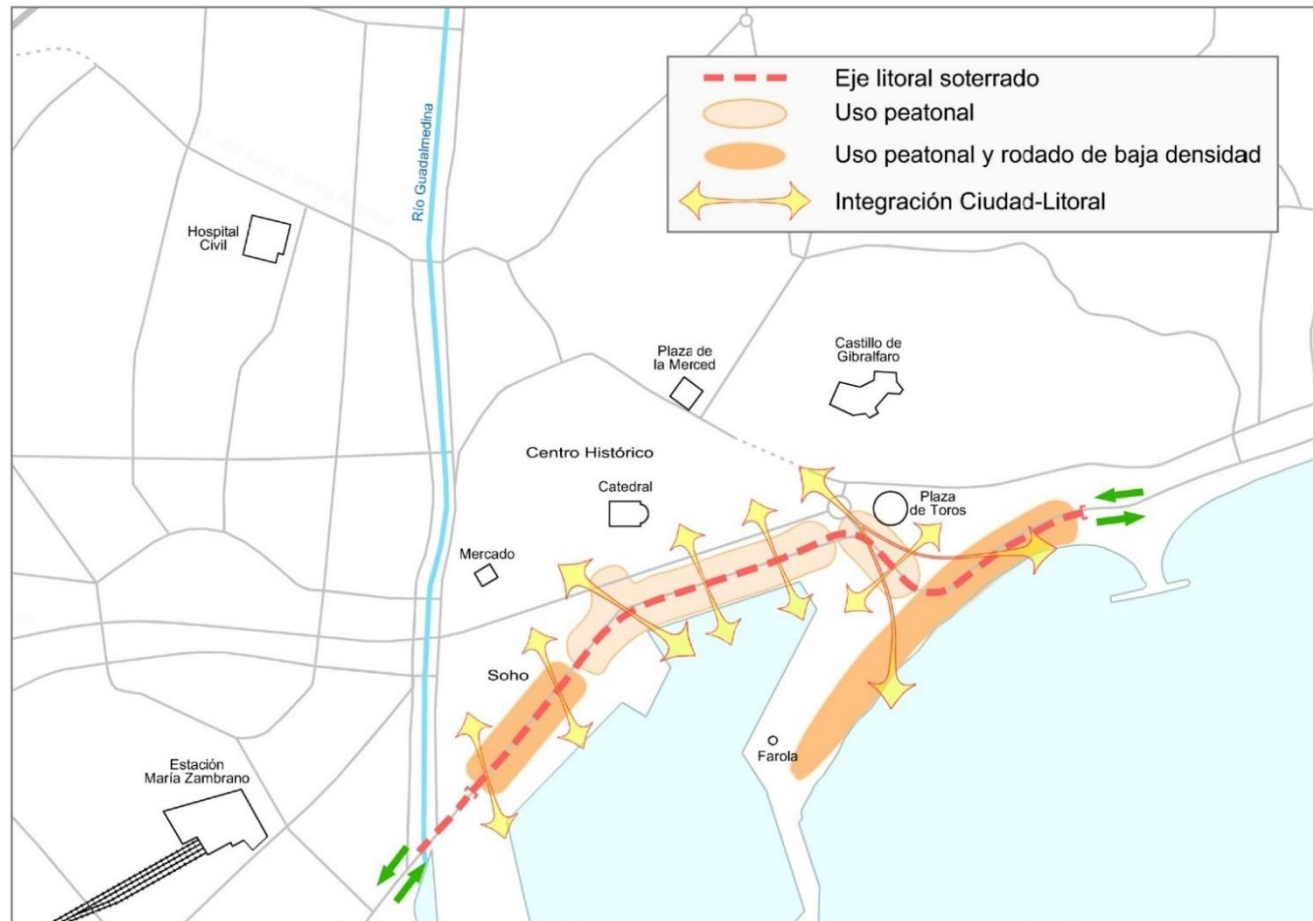 Eje litoral soterrado
Uso peatonal
Uso peatonal y rodado de baja densidad
Integración Ciudad-Litoral
Río Guadalmedina
Hospital
Civil
Plaza de
la Merced
Castillo de
Gibralfaro
Centro Histórico
Catedral
Plaza
de Toros
Mercado
Soho
Farola
Estación
María Zambrano